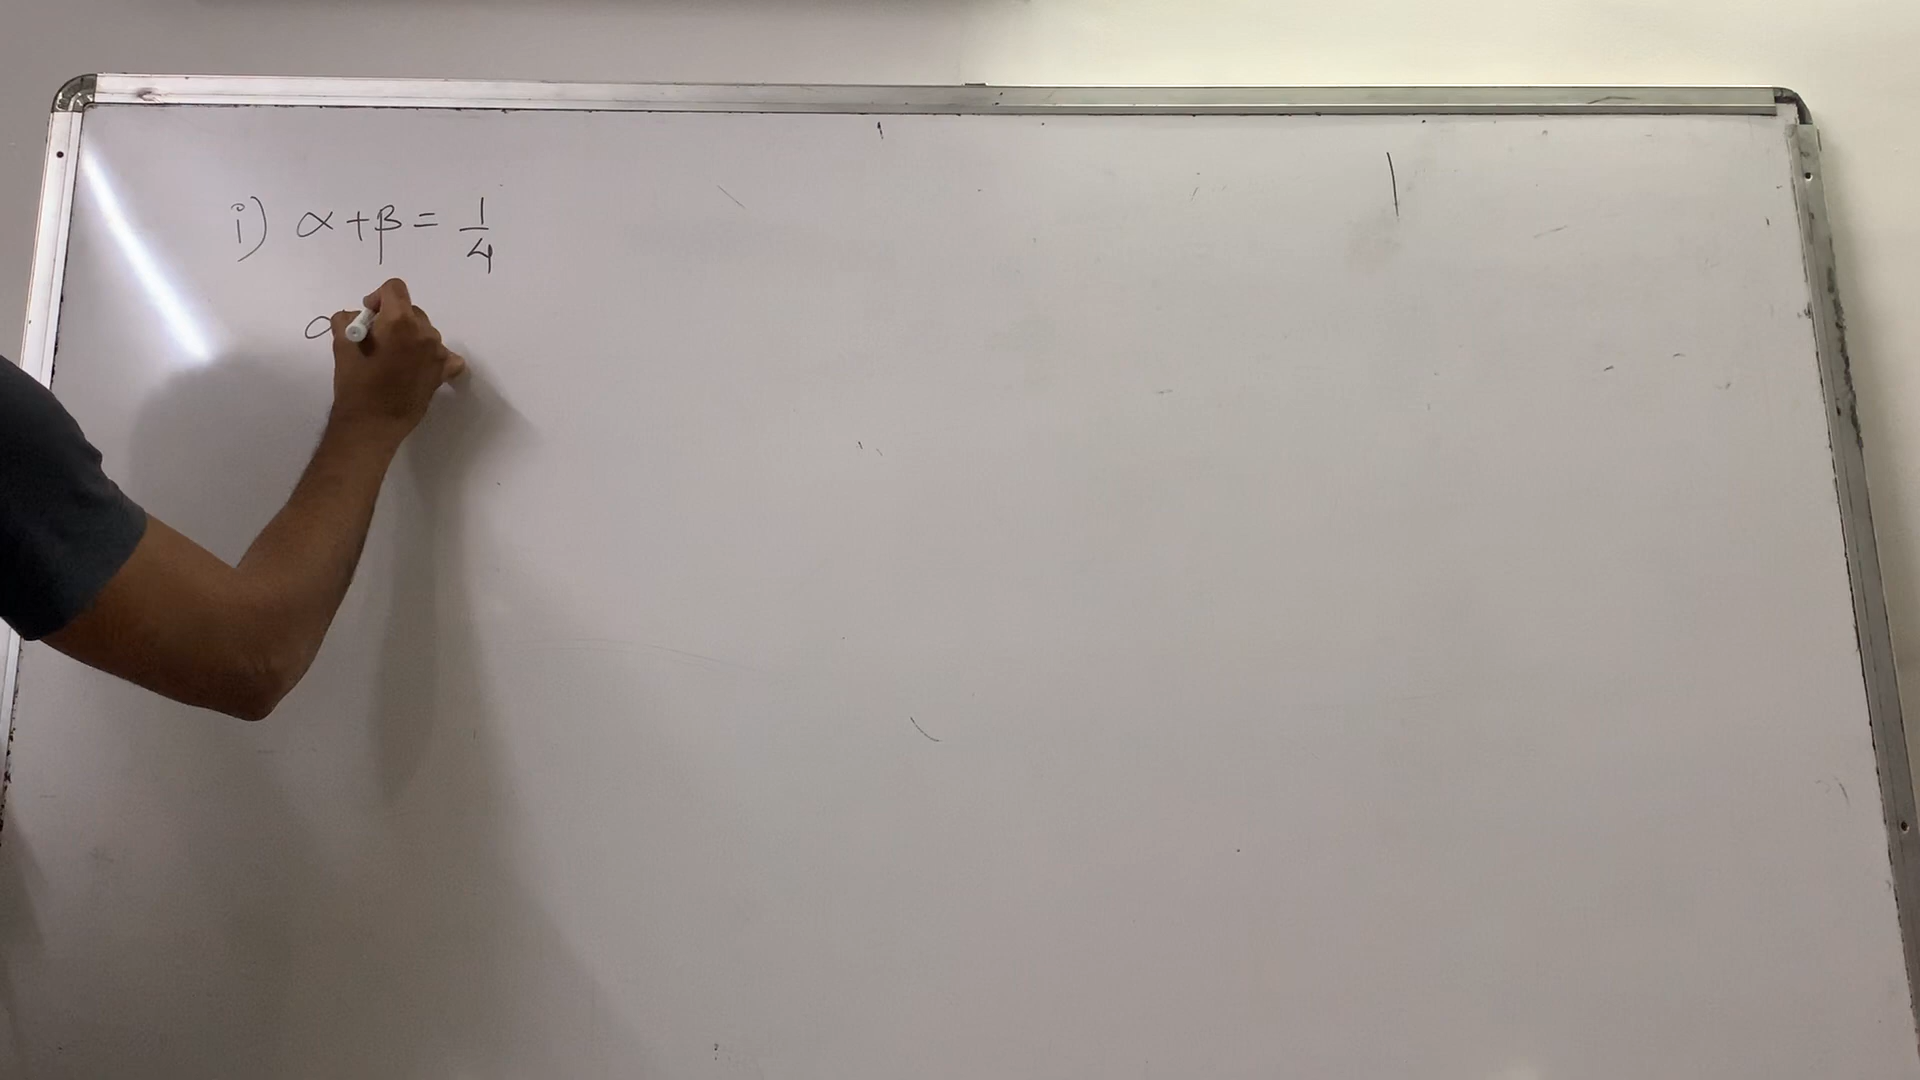 i) α + β = 1/4
α